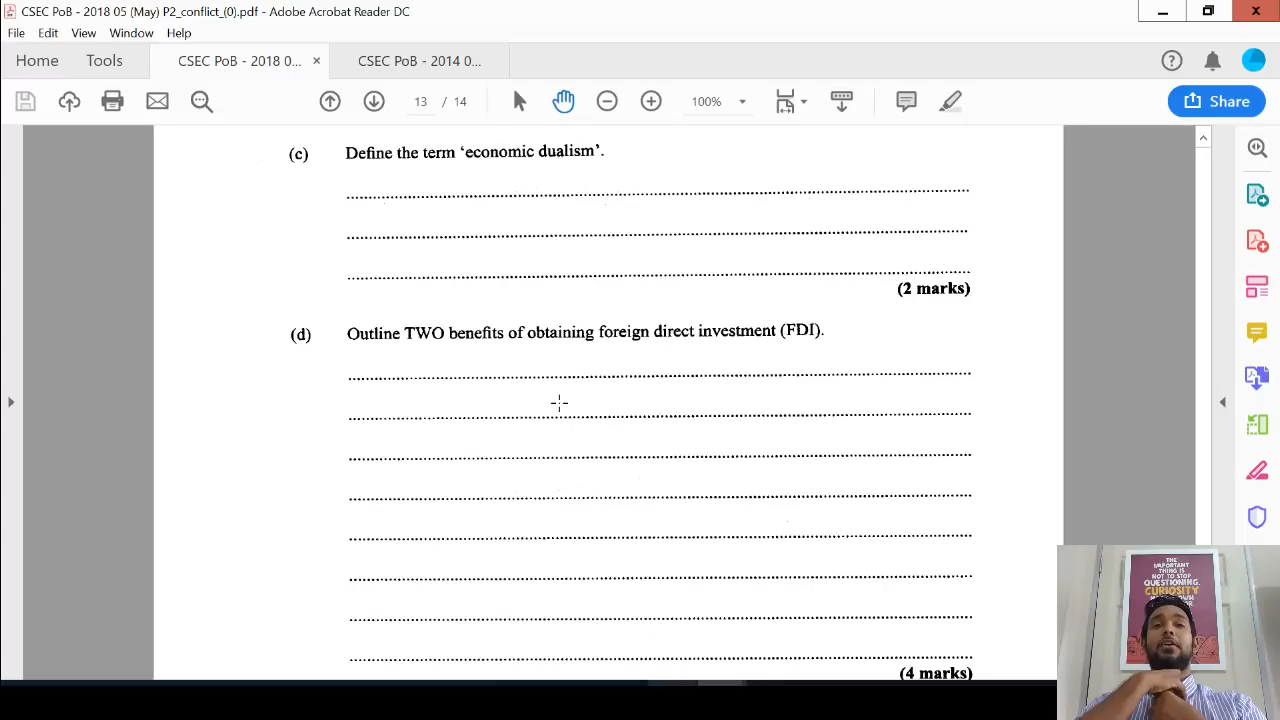 CSEC PoB - 2018 05 (May) P2_conflict_(0).pdf - Adobe Acrobat Reader DC
File Edit View Window Help
Home Tools CSEC PoB - 2018 0... × CSEC PoB - 2014 0...
13 / 14 100% Share
(c) Define the term ‘economic dualism’.
(2 marks)
(d) Outline TWO benefits of obtaining foreign direct investment (FDI).
(4 marks)
THE
IMPORTANT
THING IS
NOT TO STOP
QUESTIONING.
CURIOSITY